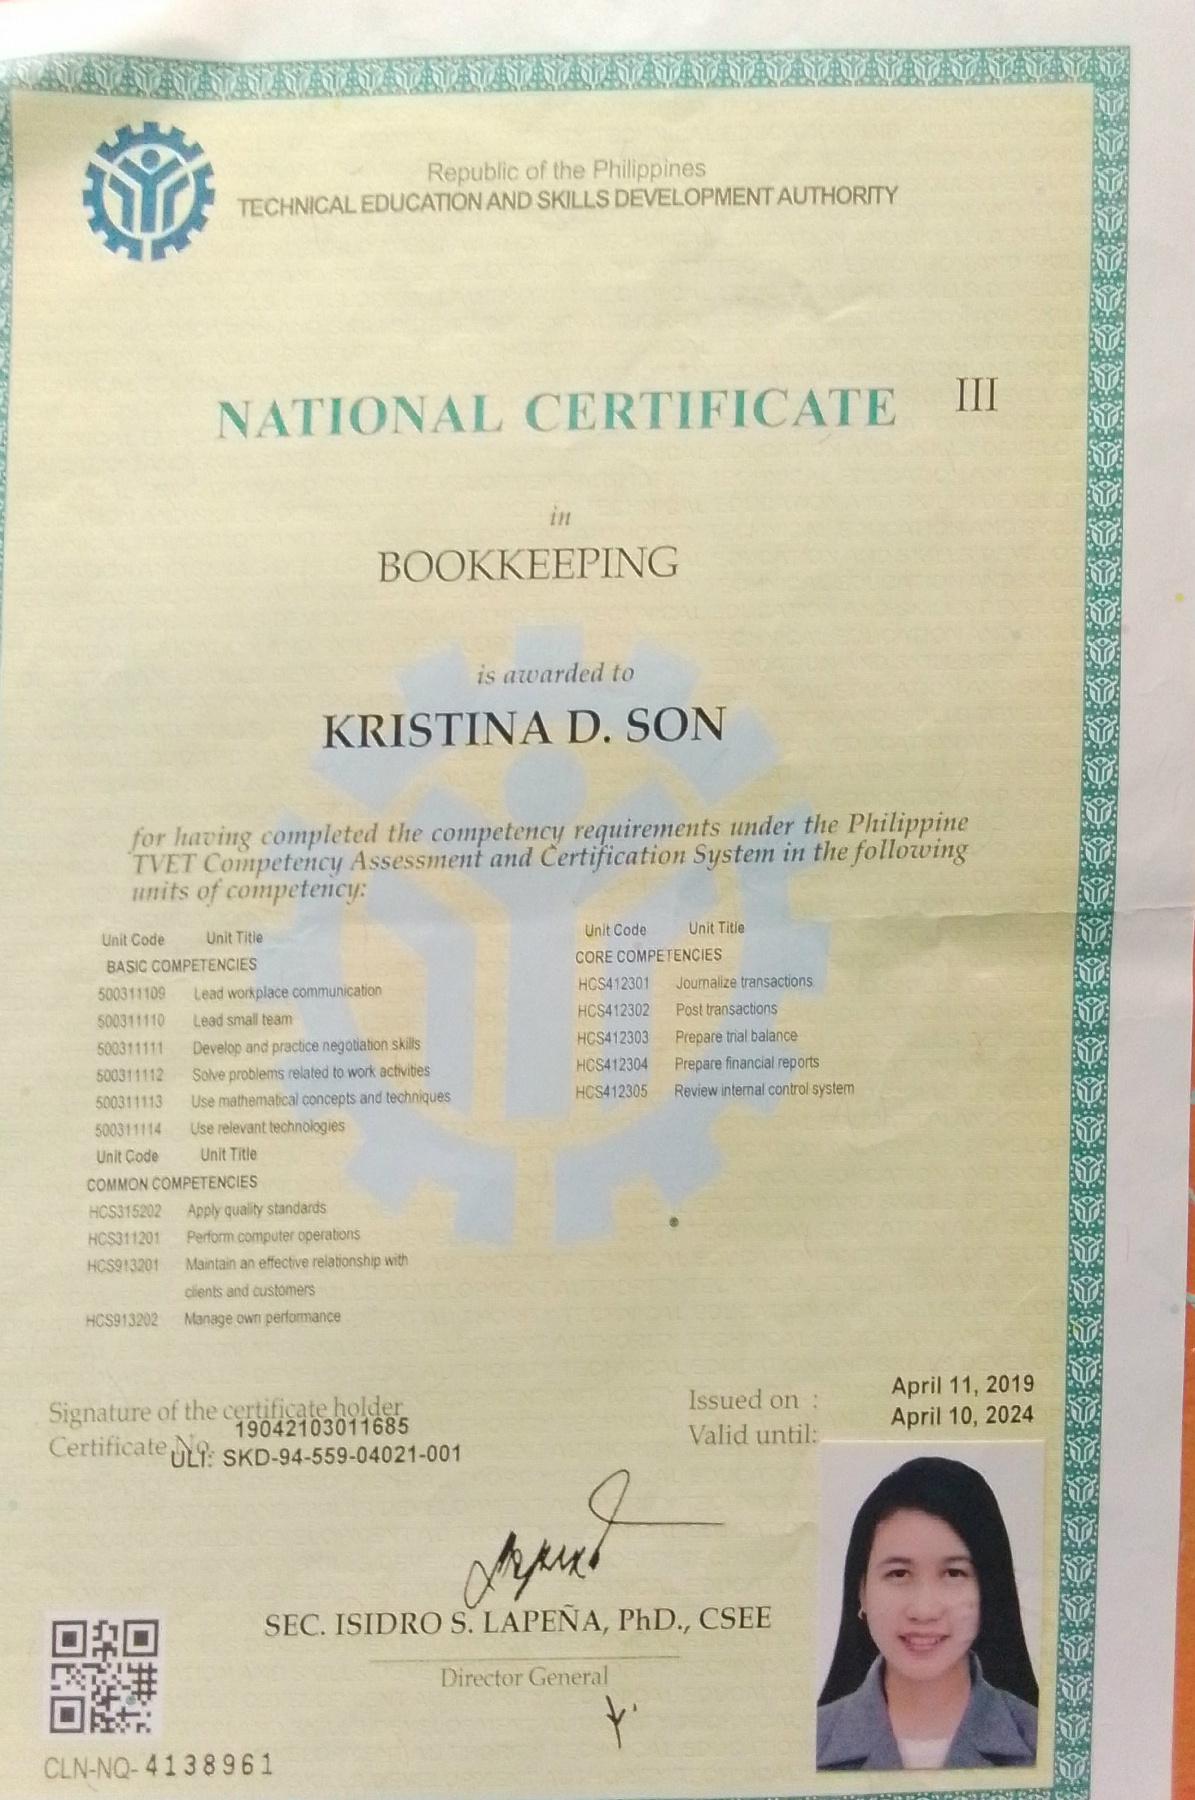 Republic of the Philippines
TECHNICAL EDUCATION AND SKILLS DEVELOPMENT AUTHORITY
NATIONAL CERTIFICATE III
in
BOOKKEEPING
is awarded to
KRISTINA D. SON
for having completed the competency requirements under the Philippine
TVET Competency Assessment and Certification System in the following
units of competency:
Unit Code Unit Title
BASIC COMPETENCIES
500311109 Lead workplace communication
500311110 Lead small team
500311111 Develop and practice negotiation skills
500311112 Solve problems related to work activities
500311113 Use mathematical concepts and techniques
500311114 Use relevant technologies
Unit Code Unit Title
COMMON COMPETENCIES
HCS315202 Apply quality standards
HCS311201 Perform computer operations
HCS913201 Maintain an effective relationship with
clients and customers
HCS913202 Manage own performance
Unit Code Unit Title
CORE COMPETENCIES
HCS412301 Journalize transactions
HCS412302 Post transactions
HCS412303 Prepare trial balance
HCS412304 Prepare financial reports
HCS412305 Review internal control system
Signature of the certificate holder
Certificate No. 19042103011685
ULI: SKD-94-559-04021-001
Issued on : April 11, 2019
Valid until: April 10, 2024
SEC. ISIDRO S. LAPEÑA, PhD., CSEE
Director General
CLN-NQ- 4138961